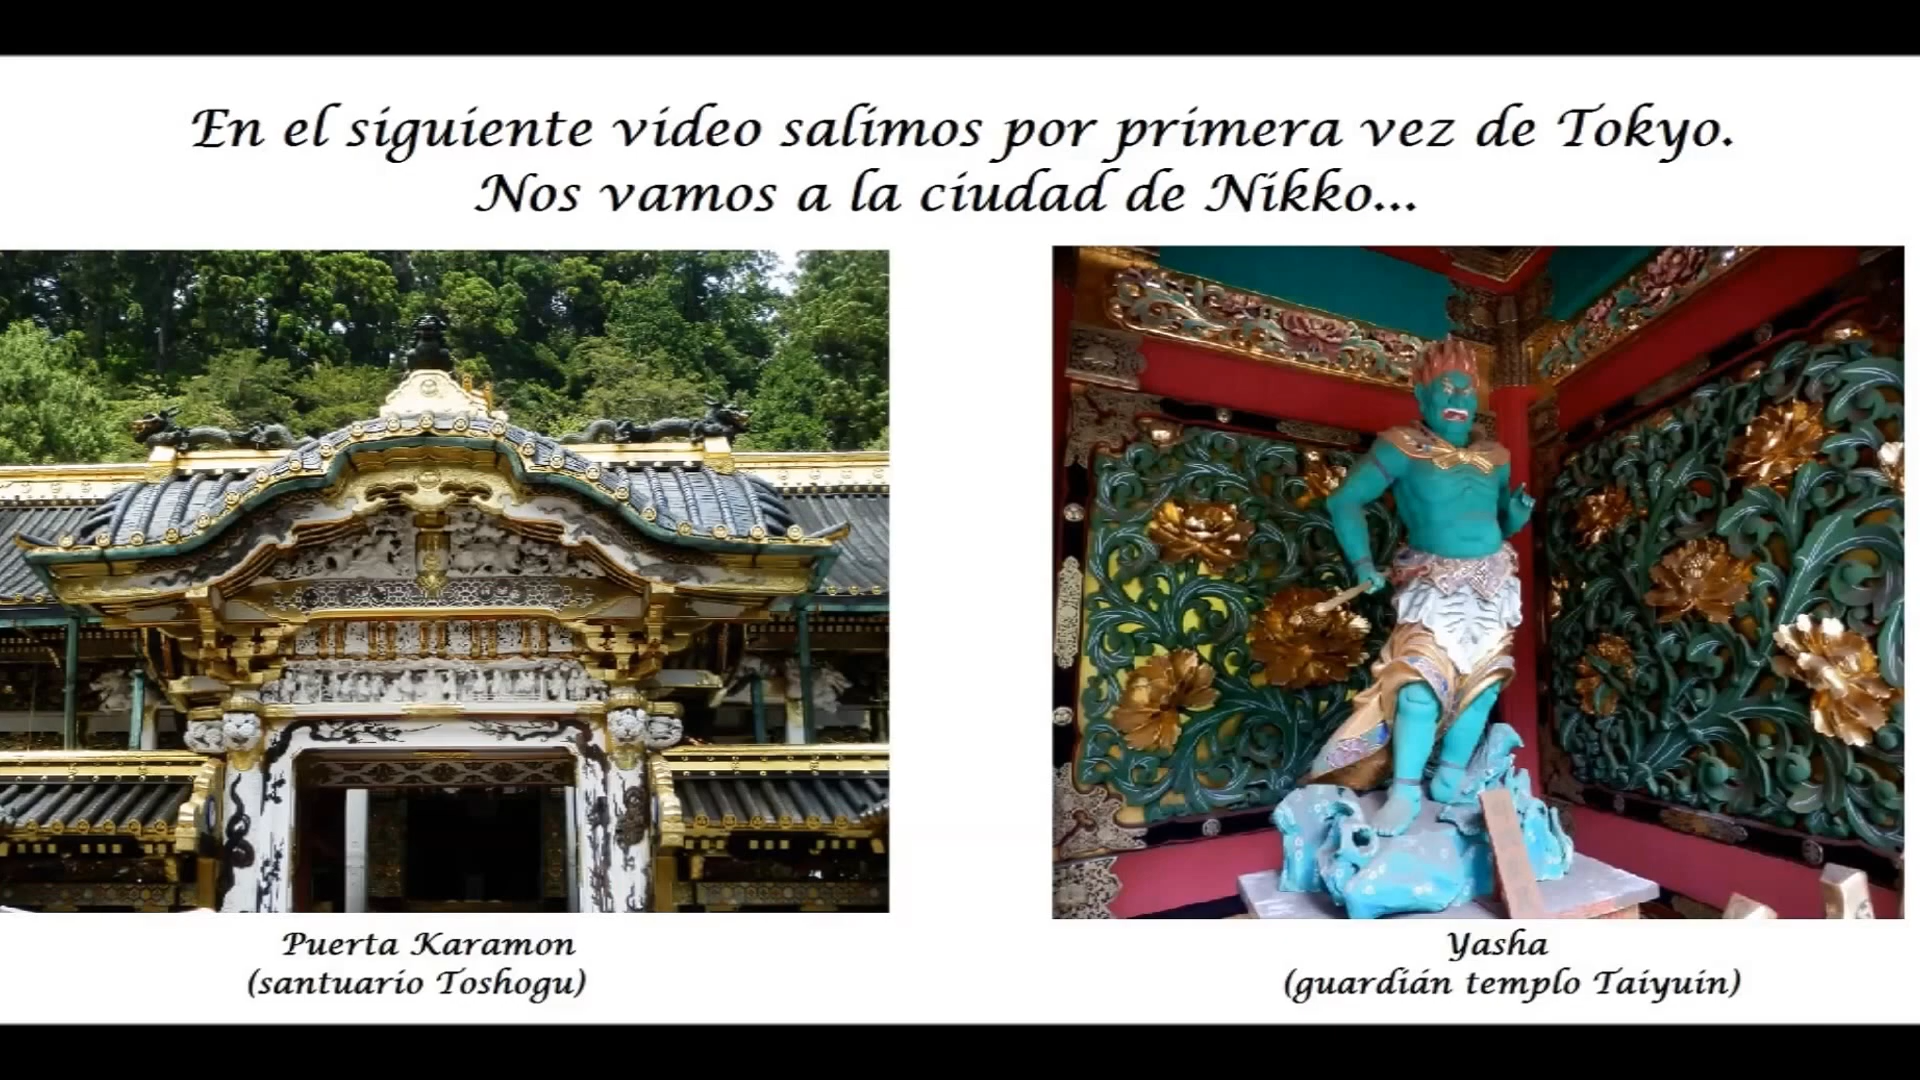 En el siguiente video salimos por primera vez de Tokyo.
Nos vamos a la ciudad de Nikko...
Puerta Karamon
(santuario Toshogu)
Yasha
(guardián templo Taiyuin)